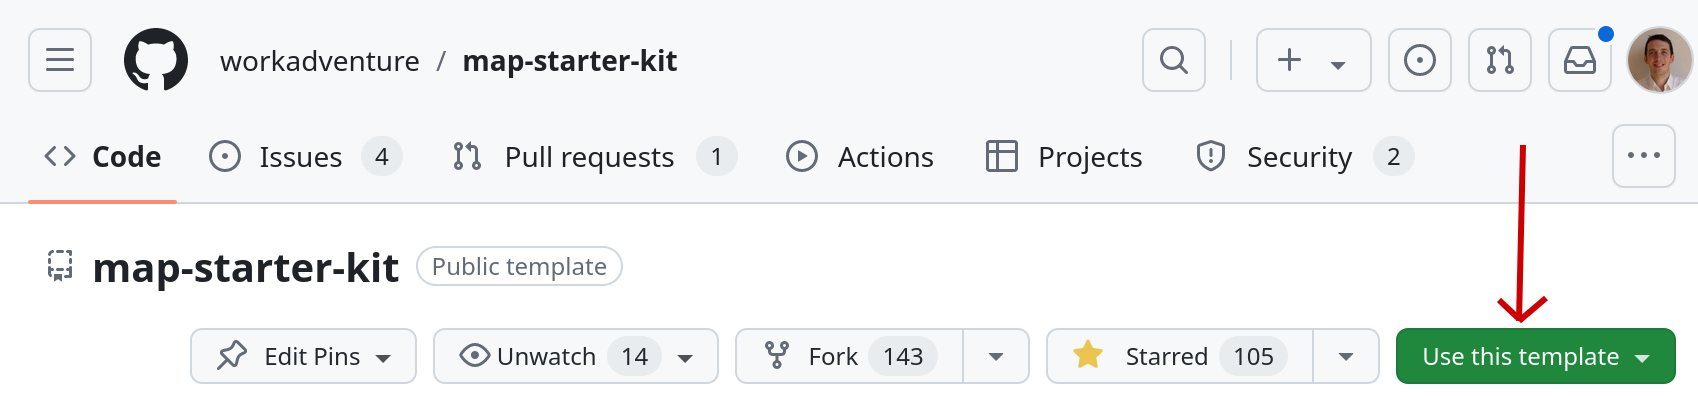 workadventure / map-starter-kit
Code Issues 4 Pull requests 1 Actions Projects Security 2
map-starter-kit Public template
Edit Pins Unwatch 14 Fork 143 Starred 105 Use this template